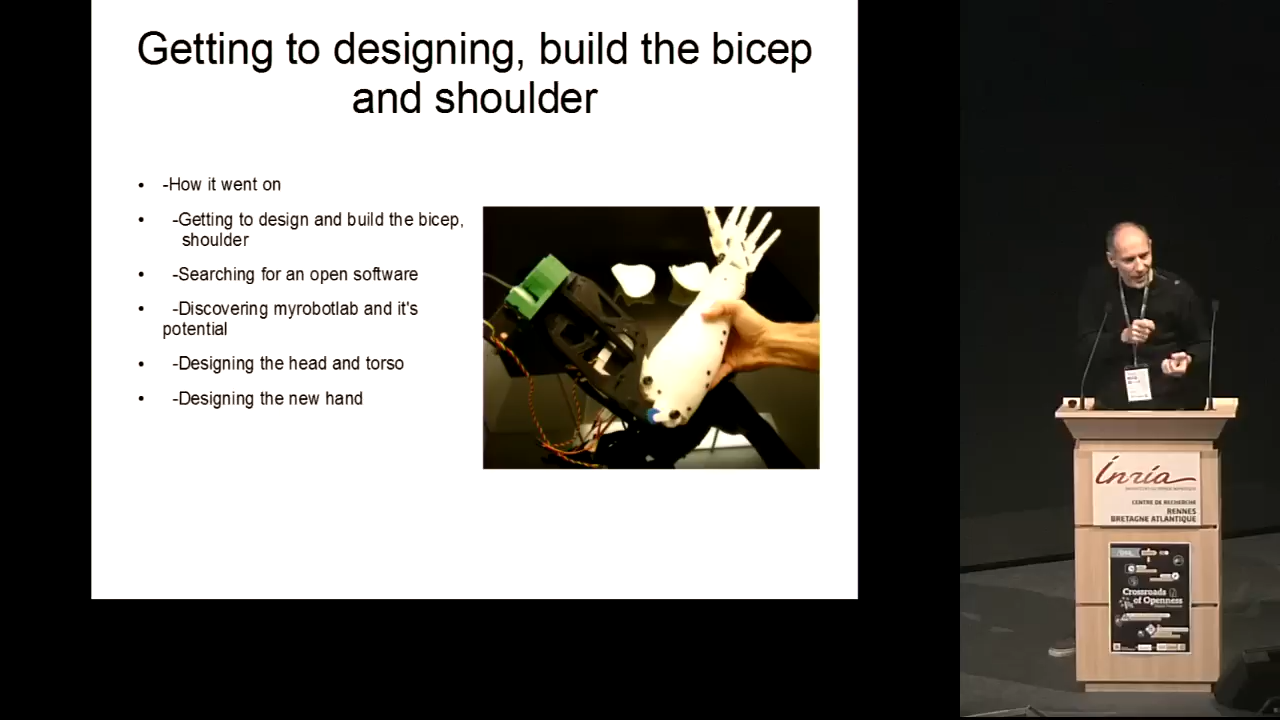 Getting to designing, build the bicep
and shoulder
• -How it went on
• -Getting to design and build the bicep,
shoulder
• -Searching for an open software
• -Discovering myrobotlab and it's
potential
• -Designing the head and torso
• -Designing the new hand
Inria
CENTRE DE RECHERCHE
RENNES
BRETAGNE ATLANTIQUE
Crossroads
of Openness